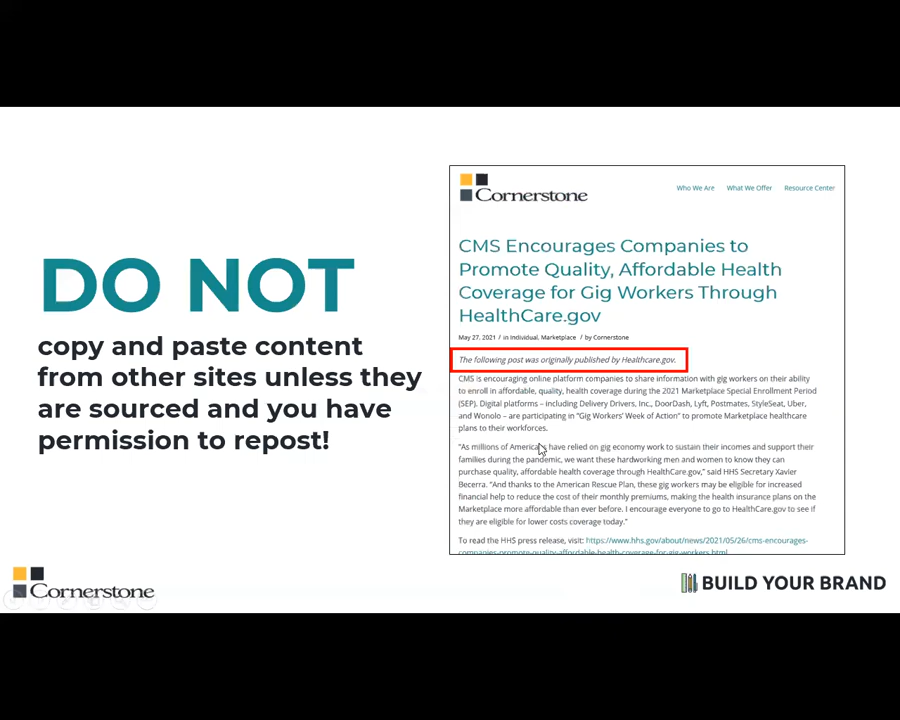 DO NOT
copy and paste content
from other sites unless they
are sourced and you have
permission to repost!
Cornerstone
Who We Are
What We Offer
Resource Center
CMS Encourages Companies to
Promote Quality, Affordable Health
Coverage for Gig Workers Through
HealthCare.gov
May 27, 2021 / in Individual, Marketplace / by Cornerstone
The following post was originally published by Healthcare.gov.
CMS is encouraging online platform companies to share information with gig workers on their ability
to enroll in affordable, quality, health coverage during the 2021 Marketplace Special Enrollment Period
(SEP). Digital platforms – including Delivery Drivers, Inc., DoorDash, Lyft, Postmates, StyleSeat, Uber,
and Wonolo – are participating in “Gig Workers’ Week of Action” to promote Marketplace healthcare
plans to their workforces.
“As millions of Americans have relied on gig economy work to sustain their incomes and support their
families during the pandemic, we want these hardworking men and women to know they can
purchase quality, affordable health coverage through HealthCare.gov,” said HHS Secretary Xavier
Becerra. “And thanks to the American Rescue Plan, these gig workers may be eligible for increased
financial help to reduce the cost of their monthly premiums, making the health insurance plans on the
Marketplace more affordable than ever before. I encourage everyone to go to HealthCare.gov to see if
they are eligible for lower costs coverage today.”
To read the HHS press release, visit: https://www.hhs.gov/about/news/2021/05/26/cms-encourages-
companies-promote-quality-affordable-health-coverage-for-gig-workers.html
Cornerstone
BUILD YOUR BRAND